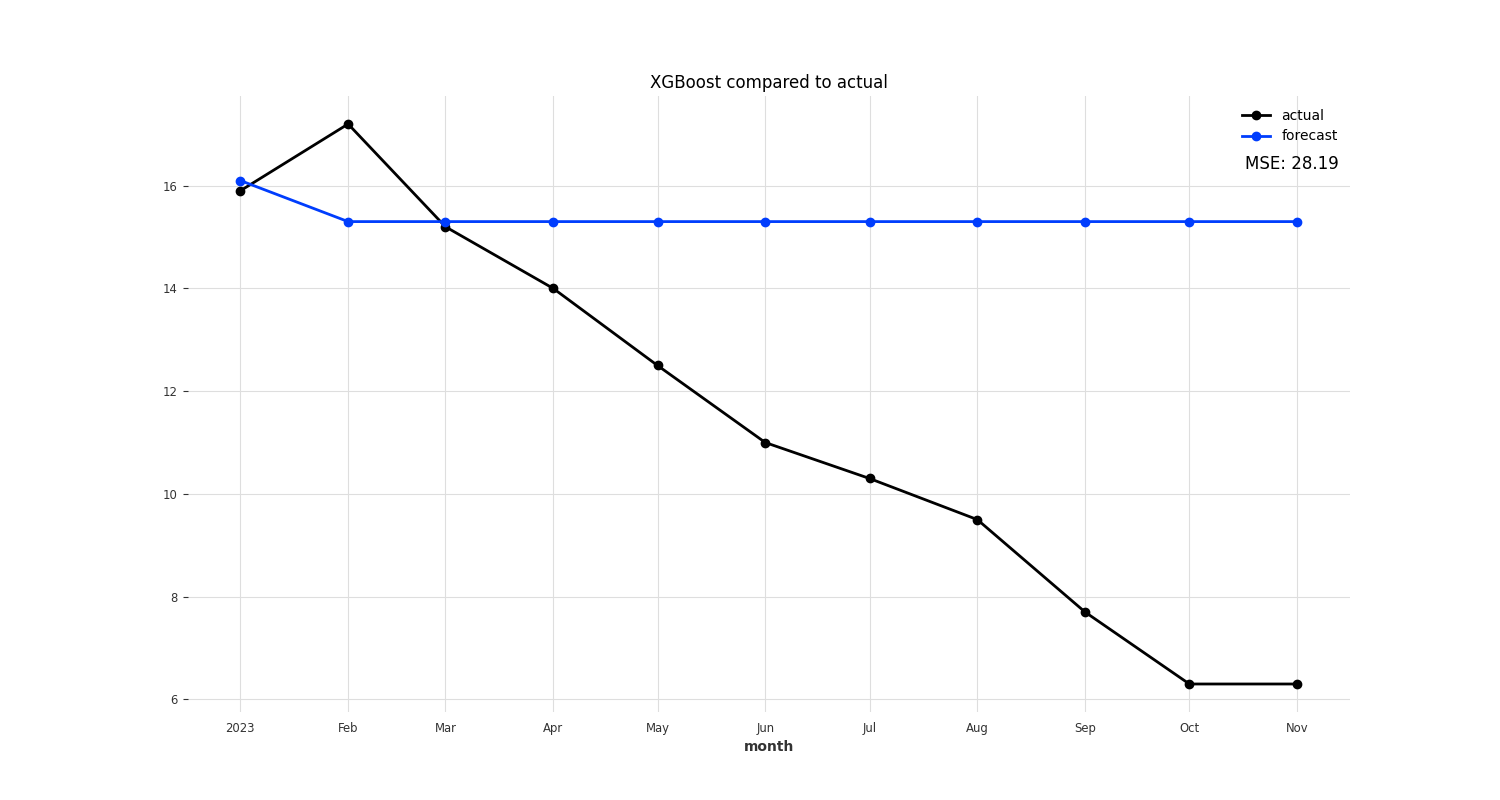 XGBoost compared to actual
actual
forecast
MSE: 28.19
16
14
12
10
8
6
2023 Feb Mar Apr May Jun Jul Aug Sep Oct Nov
month